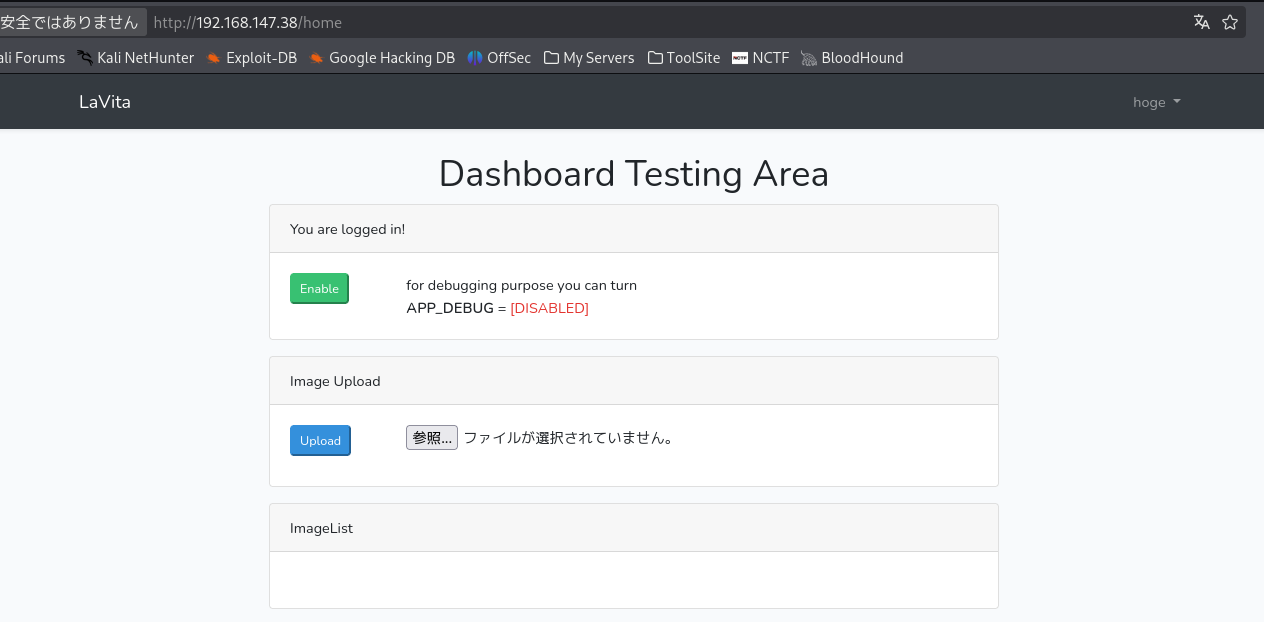 安全ではありません http://192.168.147.38/home
ali Forums Kali NetHunter Exploit-DB Google Hacking DB OffSec My Servers ToolSite NCTF NCTF BloodHound
LaVita hoge
Dashboard Testing Area
You are logged in!
Enable for debugging purpose you can turn
APP_DEBUG = [DISABLED]
Image Upload
Upload 参照... ファイルが選択されていません。
ImageList